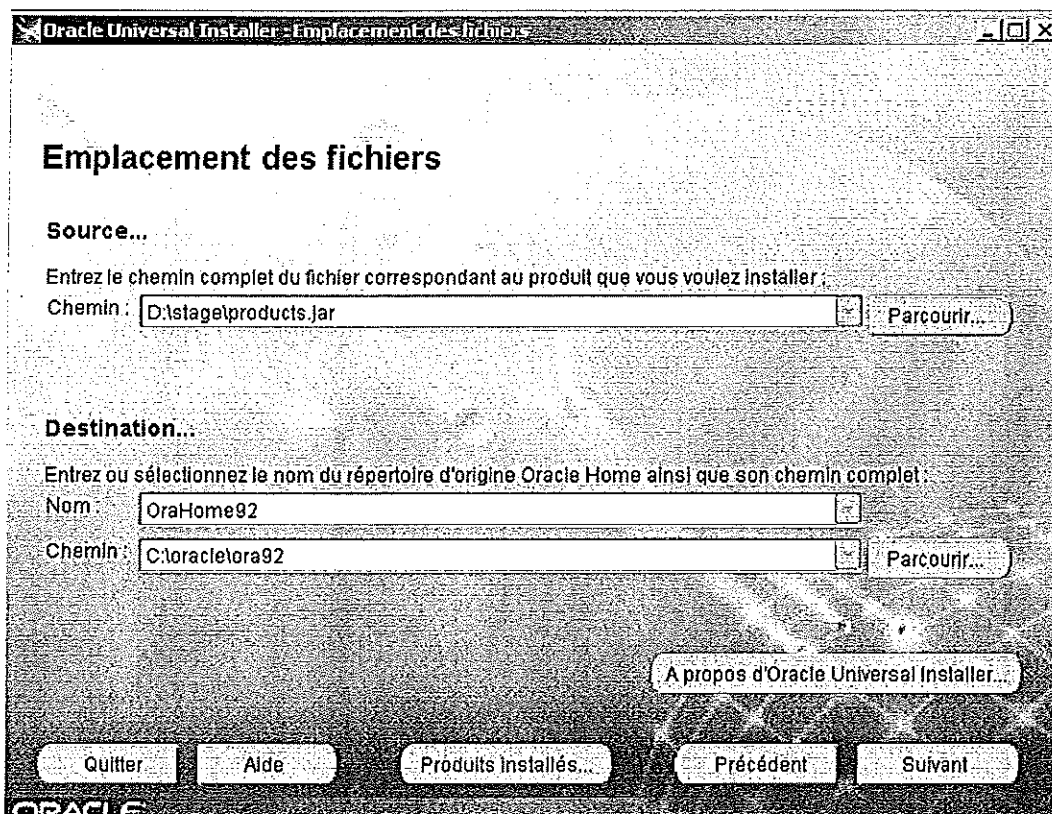 Oracle Universal Installer - Emplacement des fichiers
Emplacement des fichiers
Source...
Entrez le chemin complet du fichier correspondant au produit que vous voulez installer :
Chemin : D:\stage\products.jar Parcourir...
Destination...
Entrez ou sélectionnez le nom du répertoire d'origine Oracle Home ainsi que son chemin complet :
Nom : OraHome92
Chemin : C:\oracle\ora92 Parcourir...
A propos d'Oracle Universal Installer...
Quitter Aide Produits installés... Précédent Suivant
ORACLE